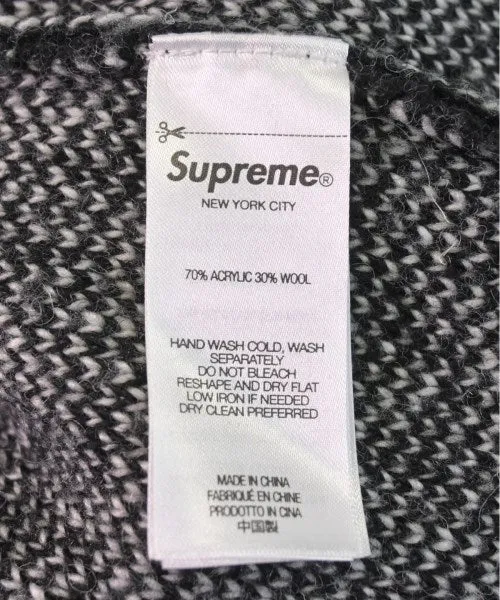 Supreme®
NEW YORK CITY
70% ACRYLIC 30% WOOL
HAND WASH COLD, WASH
SEPARATELY
DO NOT BLEACH
RESHAPE AND DRY FLAT
LOW IRON IF NEEDED
DRY CLEAN PREFERRED
MADE IN CHINA
FABRIQUÉ EN CHINE
PRODOTTO IN CINA
中国製